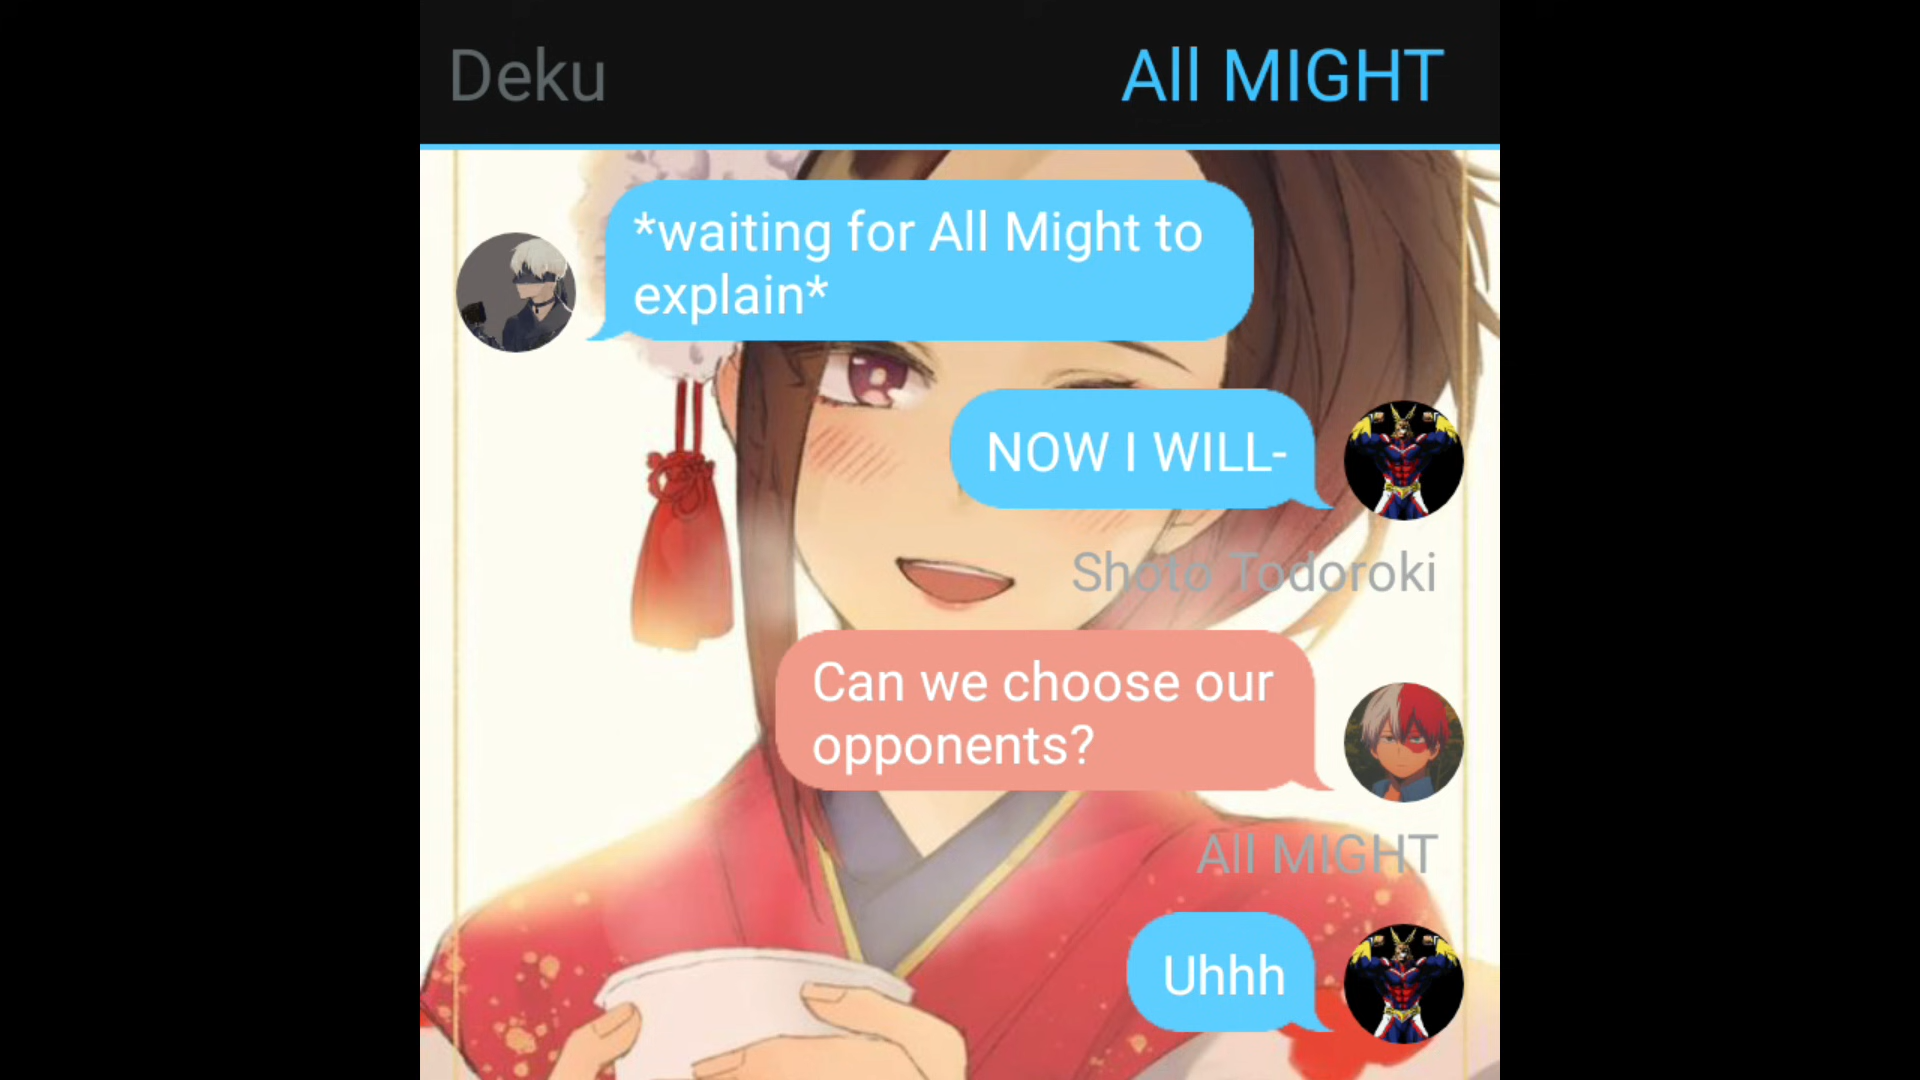 Deku
All MIGHT
*waiting for All Might to
explain*
NOW I WILL-
Shoto Todoroki
Can we choose our
opponents?
All MIGHT
Uhhh